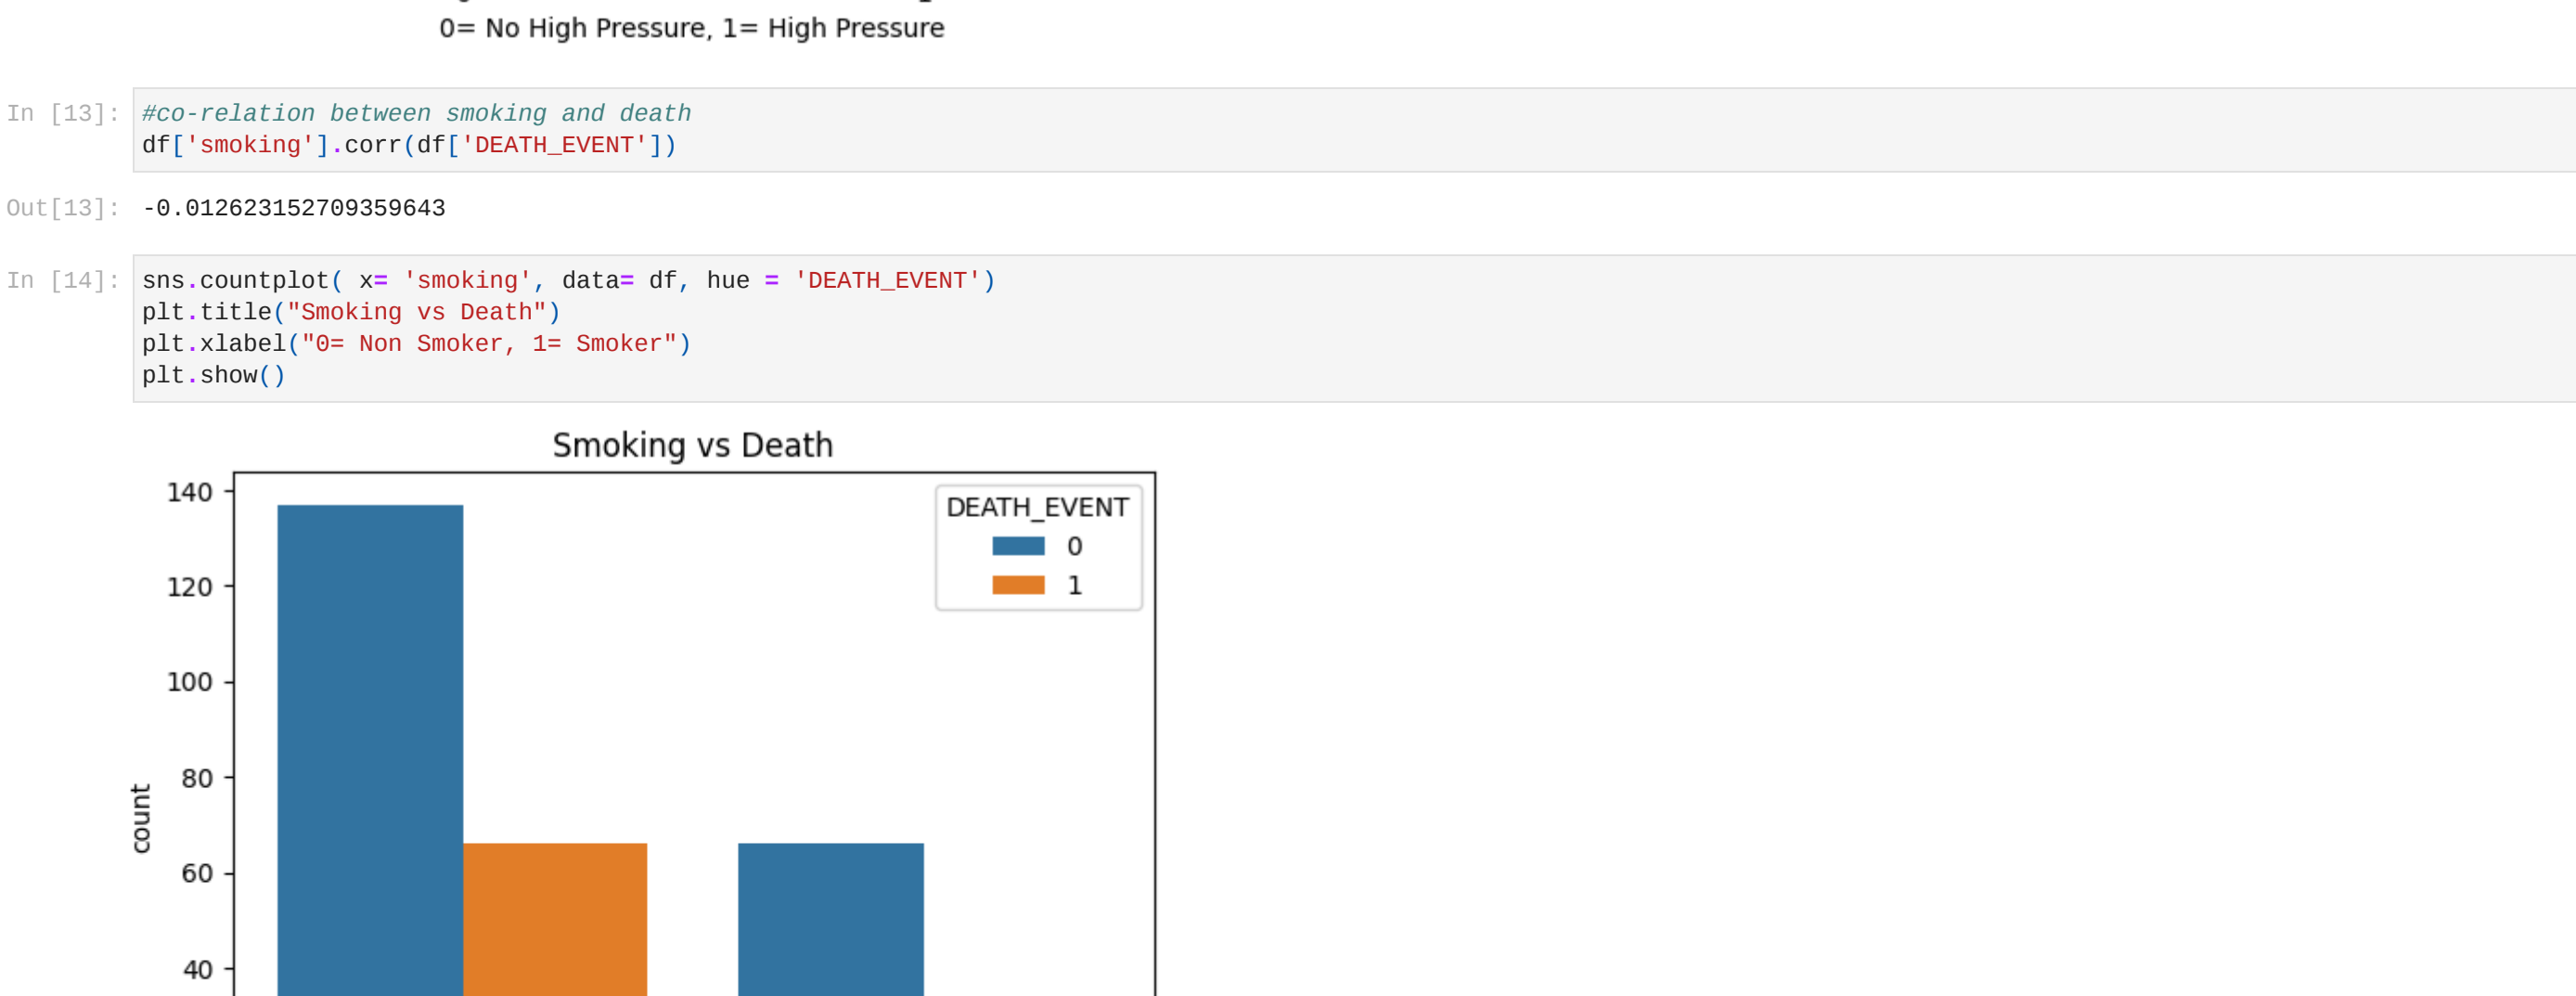 0= No High Pressure, 1= High Pressure
In [13]:
#co-relation between smoking and death
df['smoking'].corr(df['DEATH_EVENT'])
Out[13]:
-0.012623152709359643
In [14]:
sns.countplot( x= 'smoking', data= df, hue = 'DEATH_EVENT')
plt.title("Smoking vs Death")
plt.xlabel("0= Non Smoker, 1= Smoker")
plt.show()
Smoking vs Death
140
120
100
80
60
40
count
DEATH_EVENT
0
1